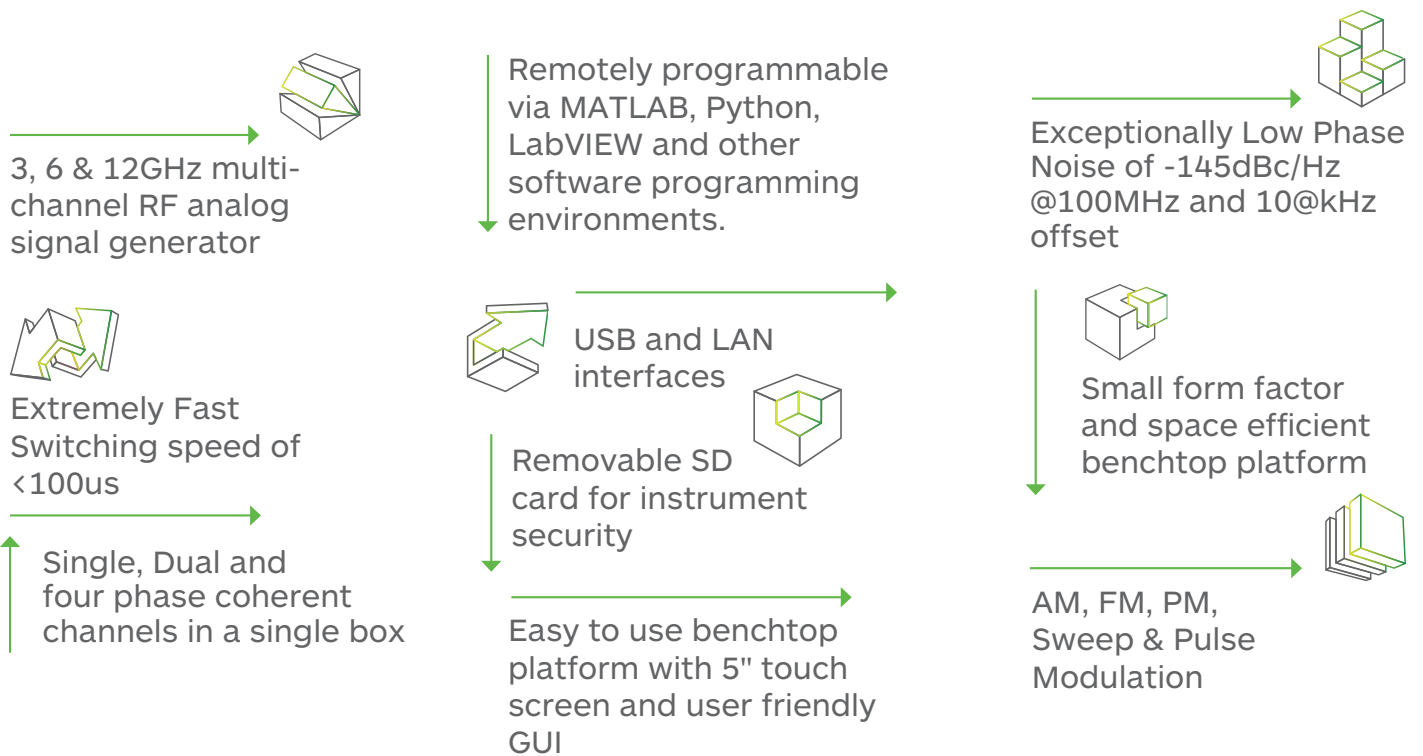 3, 6 & 12GHz multi-
channel RF analog
signal generator
Extremely Fast
Switching speed of
<100us
Single, Dual and
four phase coherent
channels in a single box
Remotely programmable
via MATLAB, Python,
LabVIEW and other
software programming
environments.
USB and LAN
interfaces
Removable SD
card for instrument
security
Easy to use benchtop
platform with 5" touch
screen and user friendly
GUI
Exceptionally Low Phase
Noise of -145dBc/Hz
@100MHz and 10@kHz
offset
Small form factor
and space efficient
benchtop platform
AM, FM, PM,
Sweep & Pulse
Modulation